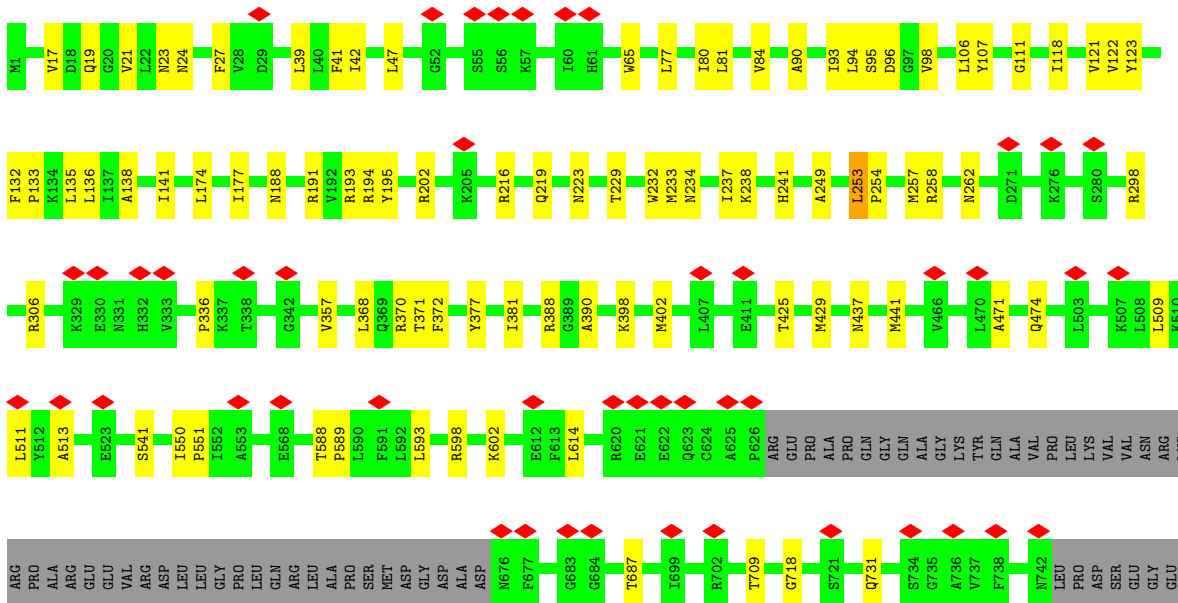 M1 V17 D18 Q19 G20 V21 L22 N23 N24 F27 V28 D29 L39 L40 F41 I42 L47 G52 S55 S56 K57 I60 H61 W65 L77 I80 L81 V84 A90 I93 L94 S95 D96 G97 V98 L106 Y107 G111 I118 V121 V122 Y123
F132 P133 K134 L135 L136 I137 A138 I141 L174 I177 N188 R191 V192 R193 R194 Y195 R202 K205 R216 Q219 N223 T229 W232 M233 N234 I237 K238 H241 A249 L253 P254 M257 R258 N262 D271 K276 S280 R298
R306 K329 E330 N331 H332 V333 P336 K337 T338 G342 V357 L368 Q369 R370 T371 F372 Y377 I381 R388 G389 A390 K398 M402 L407 E411 T425 M429 N437 M441 V466 L470 A471 Q474 L503 K507 L508 L509 K510
L511 Y512 A513 E523 S541 I550 P551 I552 A553 E568 T588 P589 L590 F591 L592 L593 R598 K602 E612 F613 L614 R620 E621 E622 Q623 C624 A625 P626 ARG GLU PRO ALA PRO GLN GLY GLN ALA GLY LYS TYR GLN ALA VAL PRO LEU LYS VAL VAL ASN ARG
ARG PRO ALA ARG GLU GLU VAL ARG ASP LEU LEU GLY PRO LEU GLN ARG LEU ALA PRO SER MET ASP GLY ASP ALA ASP N676 F677 G683 G684 T687 I699 R702 T709 G718 S721 Q731 S734 G735 A736 V737 F738 N742 LEU PRO ASP SER GLU GLY GLU